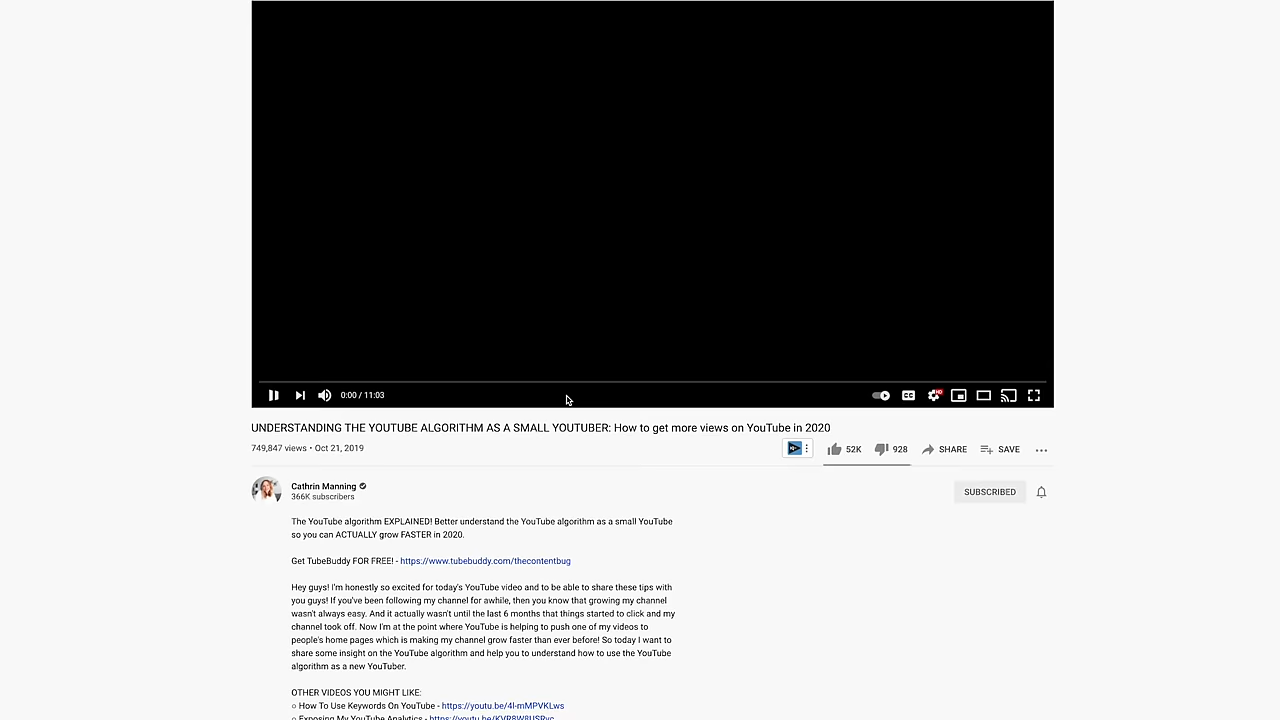 0:00 / 11:03
CC
HD
UNDERSTANDING THE YOUTUBE ALGORITHM AS A SMALL YOUTUBER: How to get more views on YouTube in 2020
749,847 views • Oct 21, 2019
52K
928
SHARE
SAVE
Cathrin Manning
366K subscribers
SUBSCRIBED
The YouTube algorithm EXPLAINED! Better understand the YouTube algorithm as a small YouTube
so you can ACTUALLY grow FASTER in 2020.
Get TubeBuddy FOR FREE! - https://www.tubebuddy.com/thecontentbug
Hey guys! I'm honestly so excited for today's YouTube video and to be able to share these tips with
you guys! If you've been following my channel for awhile, then you know that growing my channel
wasn't always easy. And it actually wasn't until the last 6 months that things started to click and my
channel took off. Now I'm at the point where YouTube is helping to push one of my videos to
people's home pages which is making my channel grow faster than ever before! So today I want to
share some insight on the YouTube algorithm and help you to understand how to use the YouTube
algorithm as a new YouTuber.
OTHER VIDEOS YOU MIGHT LIKE:
○ How To Use Keywords On YouTube - https://youtu.be/4l-mMPVKLws
○ Exposing My YouTube Analytics -